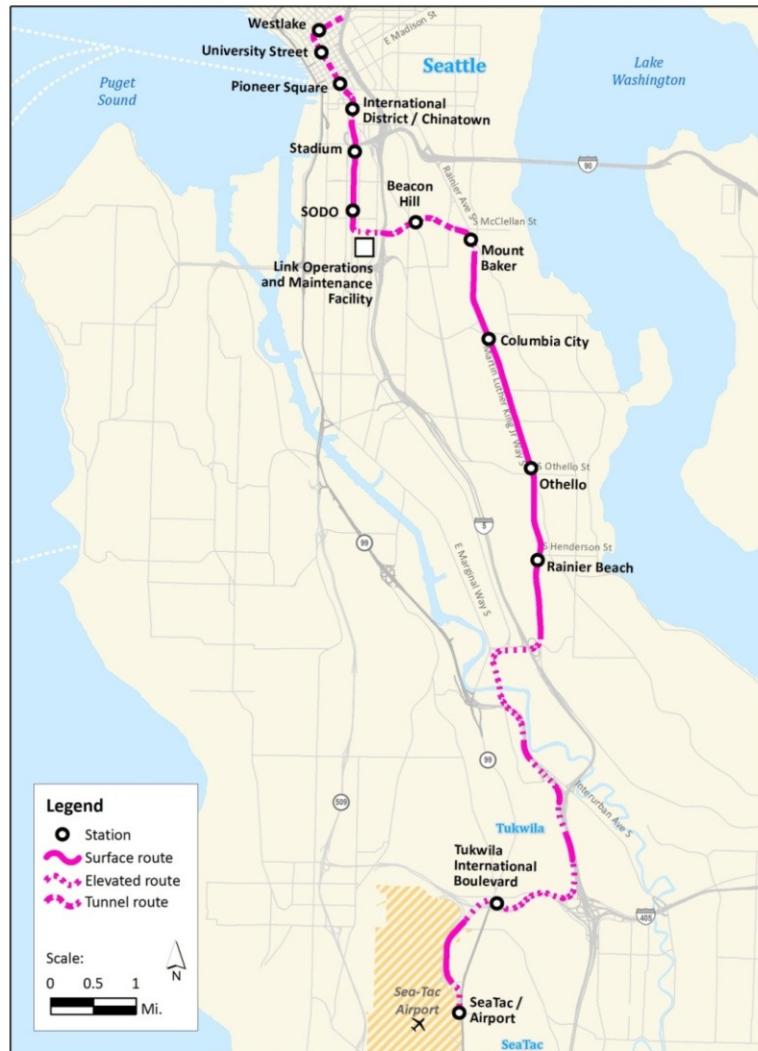 Westlake
University Street
Pioneer Square
International
District / Chinatown
Stadium
SODO
Beacon
Hill
Mount
Baker
Link Operations
and Maintenance
Facility
Columbia City
Othello
Rainier Beach
Tukwila
International
Boulevard
SeaTac /
Airport
Puget
Sound
Seattle
Lake
Washington
E Madison St
Rainier Ave S
S McClellan St
90
Martin Luther King Jr Way S
S Othello St
S Henderson St
5
99
E Marginal Way S
99
509
Interurban Ave S
Tukwila
405
Sea-Tac
Airport
SeaTac
Legend
Station
Surface route
Elevated route
Tunnel route
Scale:
N
0 0.5 1
Mi.